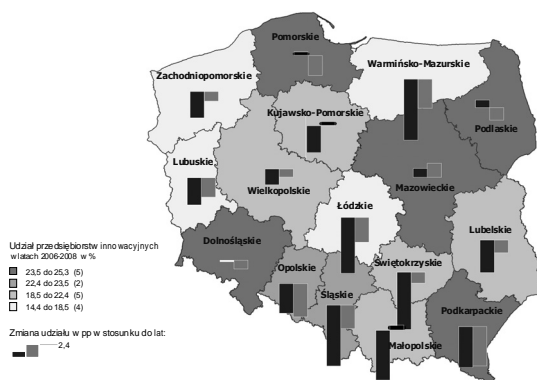 Pomorskie
Warmińsko-Mazurskie
Zachodniopomorskie
Kujawsko-Pomorskie
Podlaskie
Lubuskie
Wielkopolskie
Mazowieckie
Łódzkie
Dolnośląskie
Lubelskie
Opolskie
Świętokrzyskie
Śląskie
Podkarpackie
Małopolskie
Udział przedsiębiorstw innowacyjnych
w latach 2006-2008 w %
23,5 do 25,3 (5)
22,4 do 23,5 (2)
18,5 do 22,4 (5)
14,4 do 18,5 (4)
Zmiana udziału w pp w stosunku do lat:
2,4